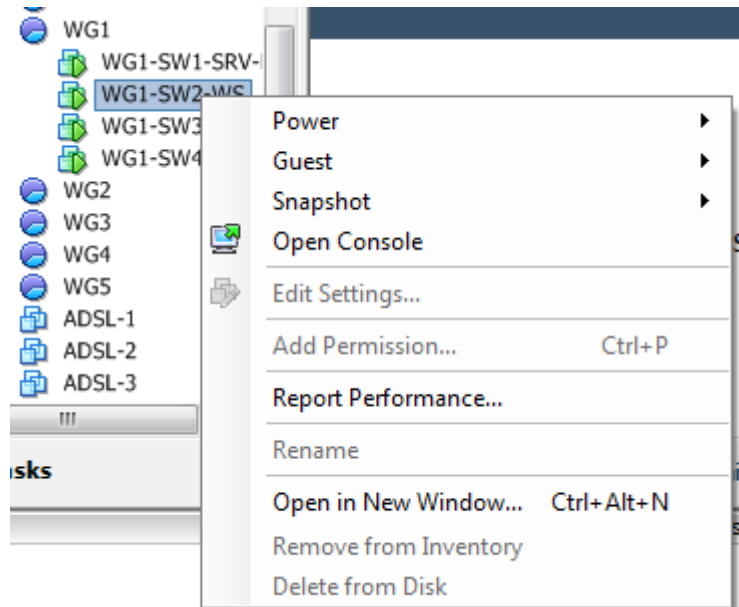 WG1
WG1-SW1-SRV-
WG1-SW2-WS
WG1-SW3
WG1-SW4
WG2
WG3
WG4
WG5
ADSL-1
ADSL-2
ADSL-3
sks
Power
Guest
Snapshot
Open Console
Edit Settings...
Add Permission... Ctrl+P
Report Performance...
Rename
Open in New Window... Ctrl+Alt+N
Remove from Inventory
Delete from Disk